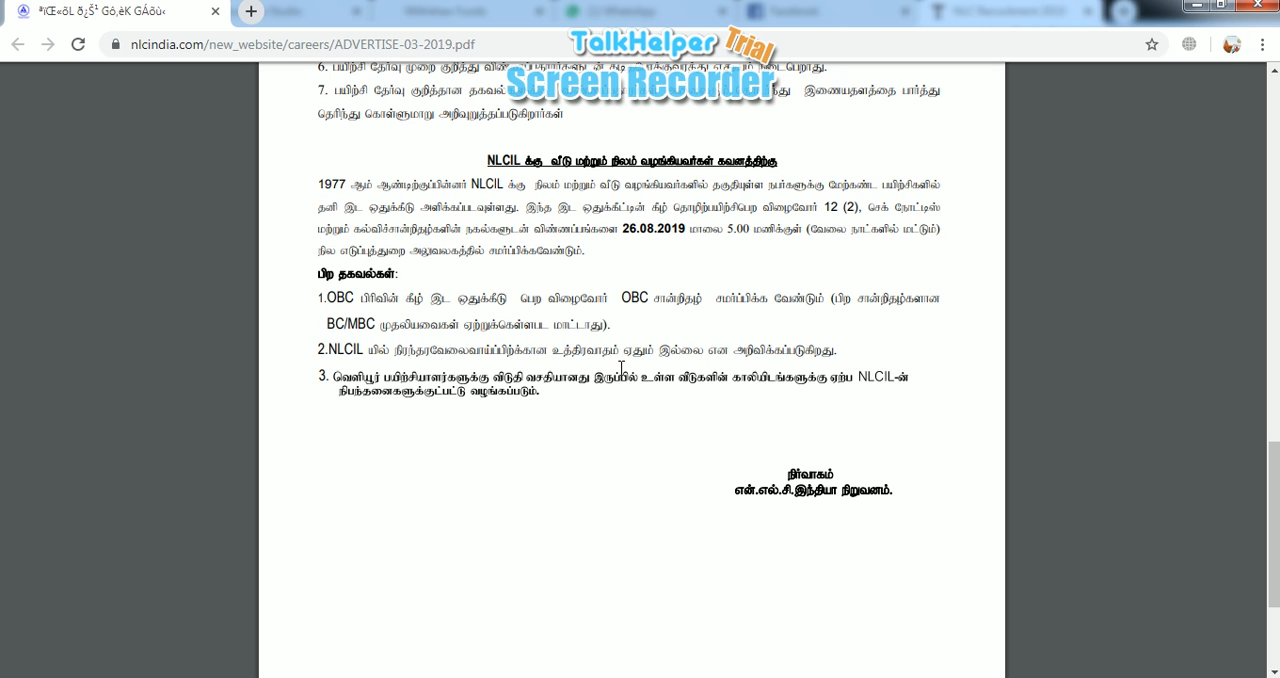 nlcindia.com/new_website/careers/ADVERTISE-03-2019.pdf
TalkHelper Trial
Screen Recorder
6. பயிற்சி தேர்வு முறை குறித்து
7. பயிற்சி தேர்வு குறித்தான இணையதளத்தை பார்த்து
தெரிந்து கொள்ளுமாறு அறிவுறுத்தப்படுகிறார்கள்
NLCIL க்கு வீடு மற்றும் நிலம் வழங்கியவர்கள் கவனத்திற்கு
1977 ஆம் ஆண்டிற்குப்பின்னர் NLCIL க்கு நிலம் மற்றும் வீடு வழங்கியவர்களில் தகுதியுள்ள நபர்களுக்கு மேற்கண்ட பயிற்சிகளில்
தனி இட ஒதுக்கீடு அளிக்கப்படவுள்ளது. இந்த இட ஒதுக்கீட்டின் கீழ் தொழிற்பயிற்சிபெற விழைவோர் 12 (2), செக் நோட்டிஸ்
மற்றும் கல்விச்சான்றிதழ்களின் நகல்களுடன் விண்ணப்பங்களை 26.08.2019 மாலை 5.00 மணிக்குள் (வேலை நாட்களில் மட்டும்)
நில எடுப்புத்துறை அலுவலகத்தில் சமர்ப்பிக்கவேண்டும்.
பிற தகவல்கள்:
1.OBC பிரிவின் கீழ் இட ஒதுக்கீடு பெற விழைவோர் OBC சான்றிதழ் சமர்ப்பிக்க வேண்டும் (பிற சான்றிதழ்களான
BC/MBC முதலியவைகள் ஏற்றுக்கௌ்ளபட மாட்டாது).
2.NLCIL யில் நிரந்தரவேலைவாய்ப்பிற்க்கான உத்திரவாதம் ஏதும் இல்லை என அறிவிக்கப்படுகிறது.
3. வெளியூர் பயிற்சியாளர்களுக்கு விடுதி வசதியானது இருப்பில் உள்ள வீடுகளின் காலியிடங்களுக்கு ஏற்ப NLCIL-ன்
நிபந்தனைகளுக்குட்பட்டு வழங்கப்படும்.
நிர்வாகம்
என்.எல்.சி.இந்தியா நிறுவனம்.